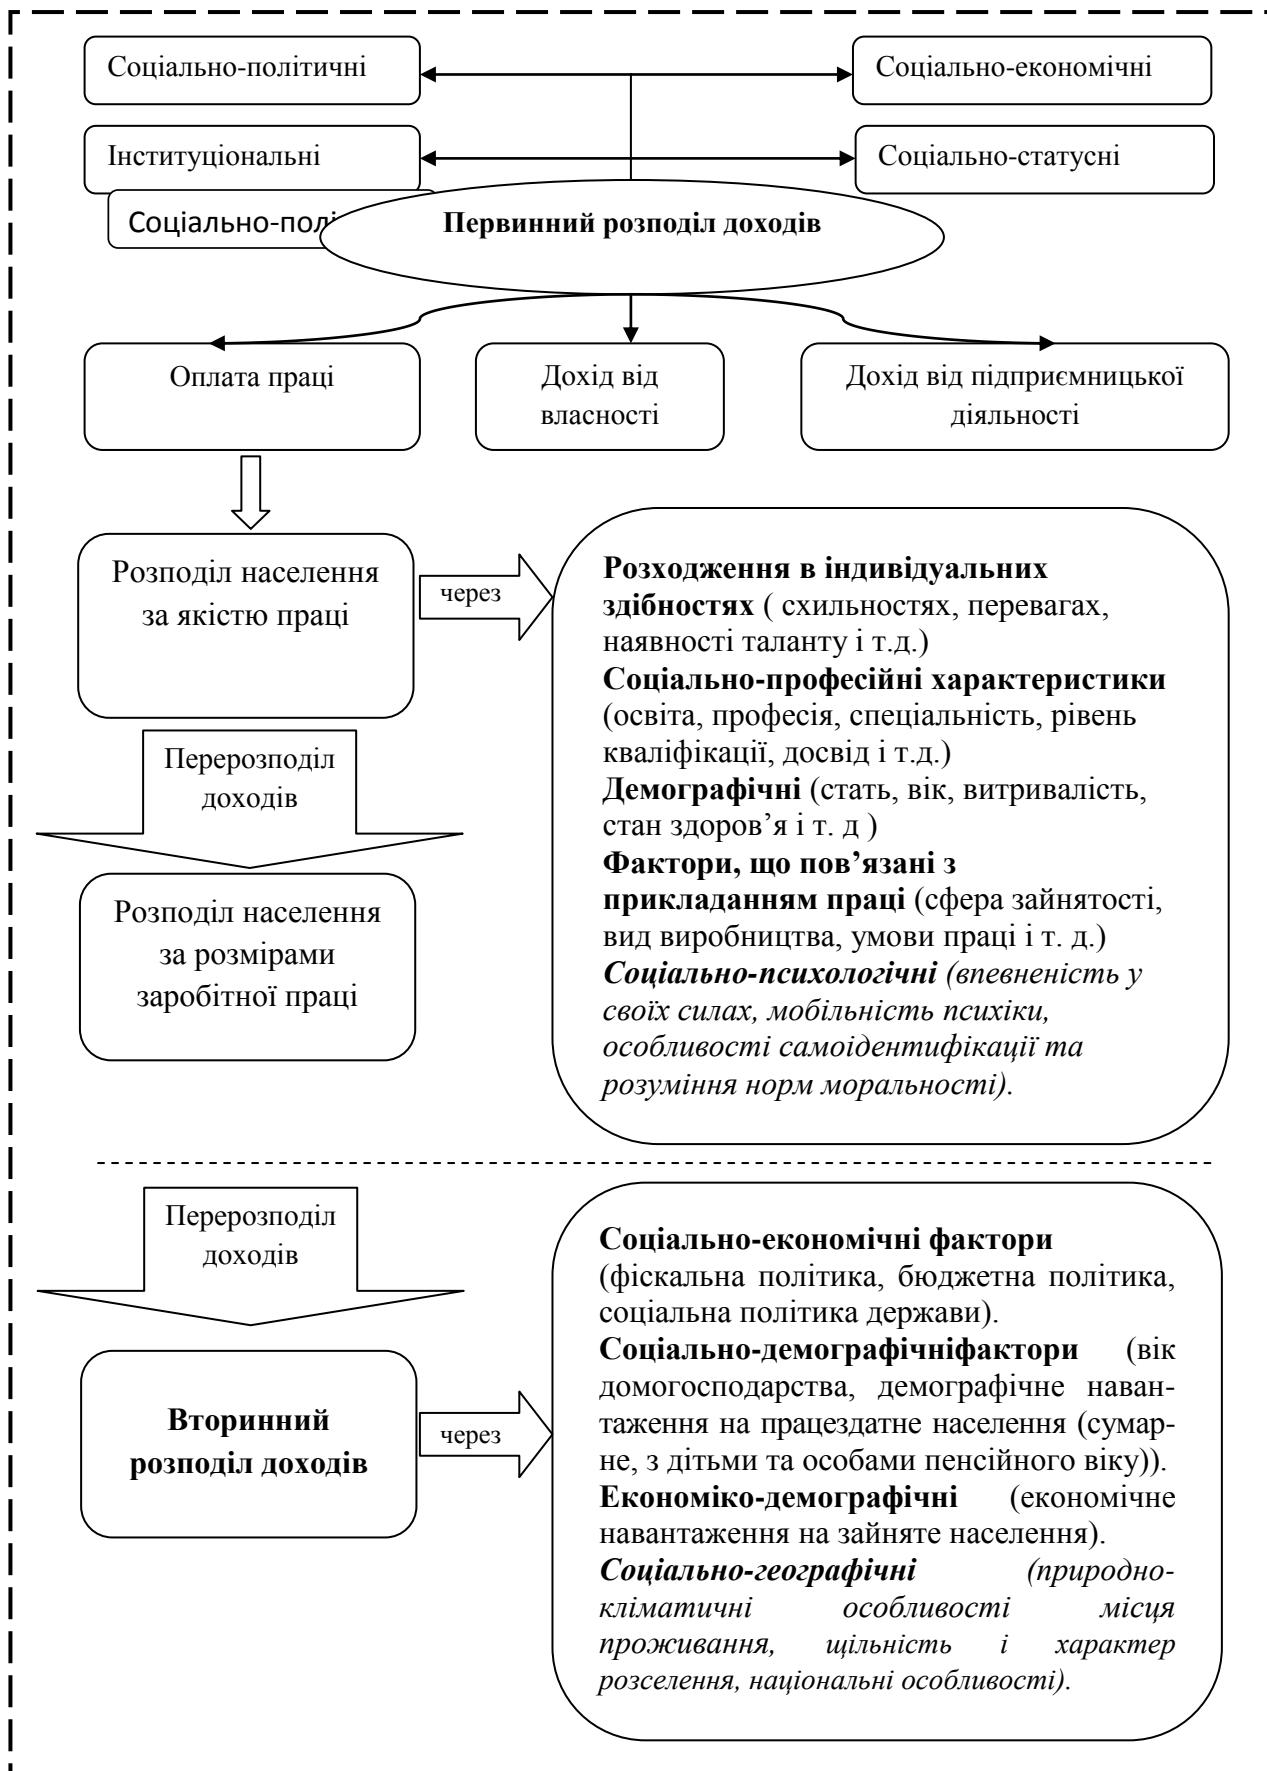 Соціально-політичні
Соціально-економічні
Інституціональні
Соціально-статусні
Соціально-полі
Первинний розподіл доходів
Оплата праці
Дохід від
власності
Дохід від підприємницької
діяльності
Розподіл населення
за якістю праці
через
Розходження в індивідуальних
здібностях ( схильностях, перевагах,
наявності таланту і т.д.)
Соціально-професійні характеристики
(освіта, професія, спеціальність, рівень
кваліфікації, досвід і т.д.)
Демографічні (стать, вік, витривалість,
стан здоров’я і т. д )
Фактори, що пов’язані з
прикладанням праці (сфера зайнятості,
вид виробництва, умови праці і т. д.)
Соціально-психологічні (впевненість у
своїх силах, мобільність психіки,
особливості самоідентифікації та
розуміння норм моральності).
Перерозподіл
доходів
Розподіл населення
за розмірами
заробітної праці
Перерозподіл
доходів
Вторинний
розподіл доходів
через
Соціально-економічні фактори
(фіскальна політика, бюджетна політика,
соціальна політика держави).
Соціально-демографічніфактори (вік
домогосподарства, демографічне наван-
таження на працездатне населення (сумар-
не, з дітьми та особами пенсійного віку)).
Економіко-демографічні (економічне
навантаження на зайняте населення).
Соціально-географічні (природно-
кліматичні особливості місця
проживання, щільність і характер
розселення, національні особливості).